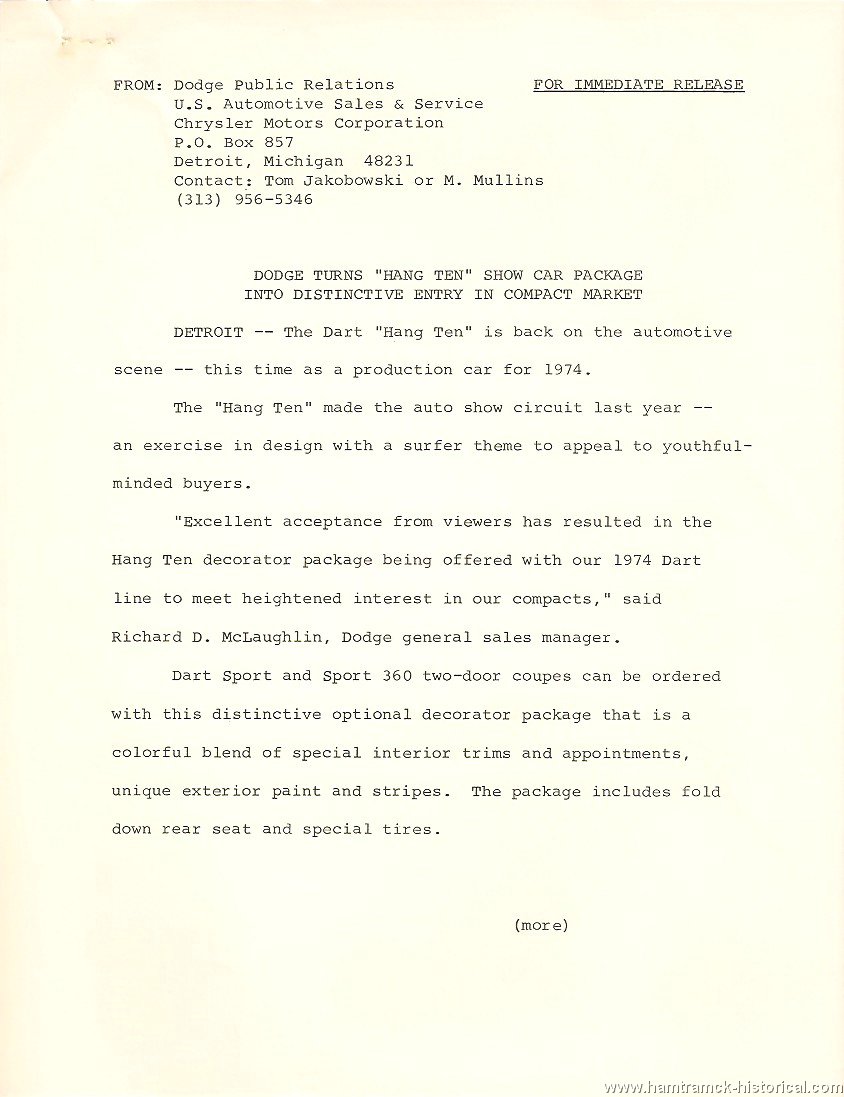 FROM: Dodge Public Relations
FOR IMMEDIATE RELEASE
U.S. Automotive Sales & Service
Chrysler Motors Corporation
P.O. Box 857
Detroit, Michigan 48231
Contact: Tom Jakobowski or M. Mullins
(313) 956-5346
DODGE TURNS "HANG TEN" SHOW CAR PACKAGE
INTO DISTINCTIVE ENTRY IN COMPACT MARKET
DETROIT -- The Dart "Hang Ten" is back on the automotive
scene -- this time as a production car for 1974.
The "Hang Ten" made the auto show circuit last year --
an exercise in design with a surfer theme to appeal to youthful-
minded buyers.
"Excellent acceptance from viewers has resulted in the
Hang Ten decorator package being offered with our 1974 Dart
line to meet heightened interest in our compacts," said
Richard D. McLaughlin, Dodge general sales manager.
Dart Sport and Sport 360 two-door coupes can be ordered
with this distinctive optional decorator package that is a
colorful blend of special interior trims and appointments,
unique exterior paint and stripes. The package includes fold
down rear seat and special tires.
(more)
www.hamtramck-historical.com